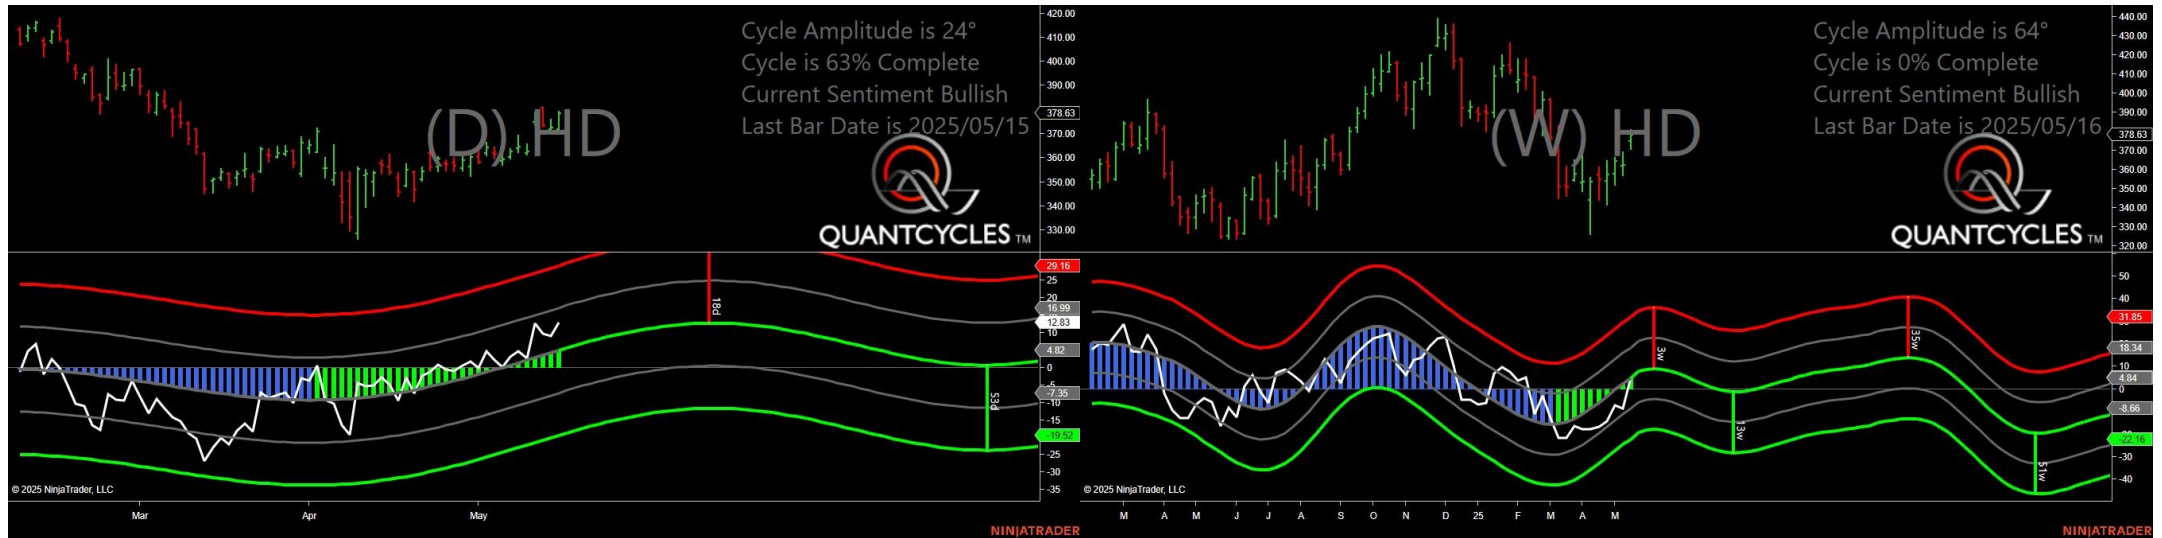 Cycle Amplitude is 24°
Cycle is 63% Complete
Current Sentiment Bullish
Last Bar Date is 2025/05/15
(D) HD
QUANTCYCLES TM
420.00
410.00
400.00
390.00
378.63
370.00
360.00
350.00
340.00
330.00
29.16
25
20
16.99
12.83
10
4.82
0
-5
-7.35
-10
-15
-19.52
-25
-30
-35
18d
53d
© 2025 NinjaTrader, LLC
Mar Apr May
NINJATRADER
Cycle Amplitude is 64°
Cycle is 0% Complete
Current Sentiment Bullish
Last Bar Date is 2025/05/16
(W) HD
QUANTCYCLES TM
440.00
430.00
420.00
410.00
400.00
390.00
378.63
370.00
360.00
350.00
340.00
330.00
320.00
50
40
31.85
18.34
4.84
0
-8.66
-22.16
-30
-40
3w
13w
35w
51w
© 2025 NinjaTrader, LLC
M A M J J A S O N D 25 F M A M
NINJATRADER